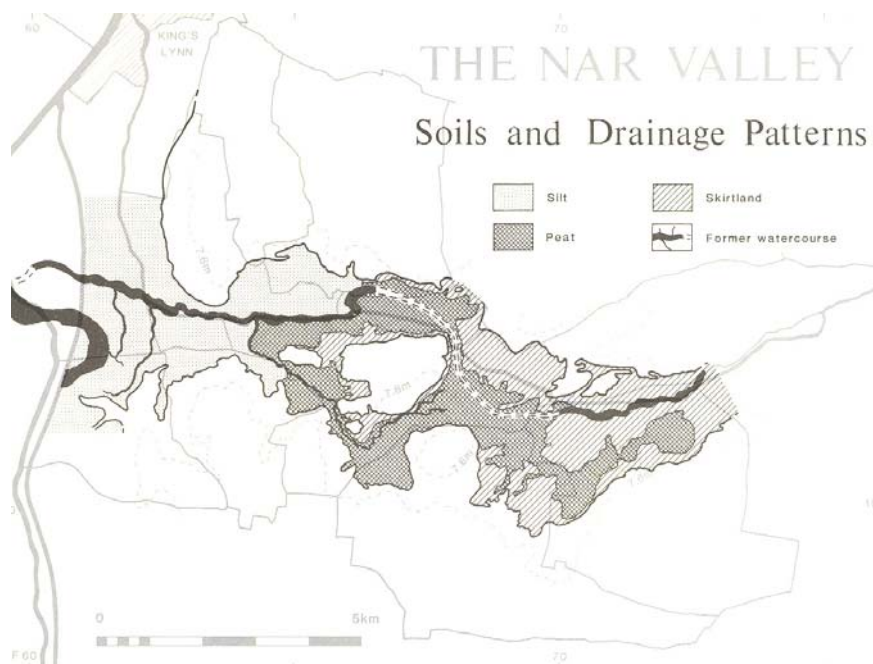 60
70
KING'S
LYNN
THE NAR VALLEY
Soils and Drainage Patterns
Silt
Skirtland
Peat
Former watercourse
7.6m
7.6m
7.6m
0
5km
F 60
70